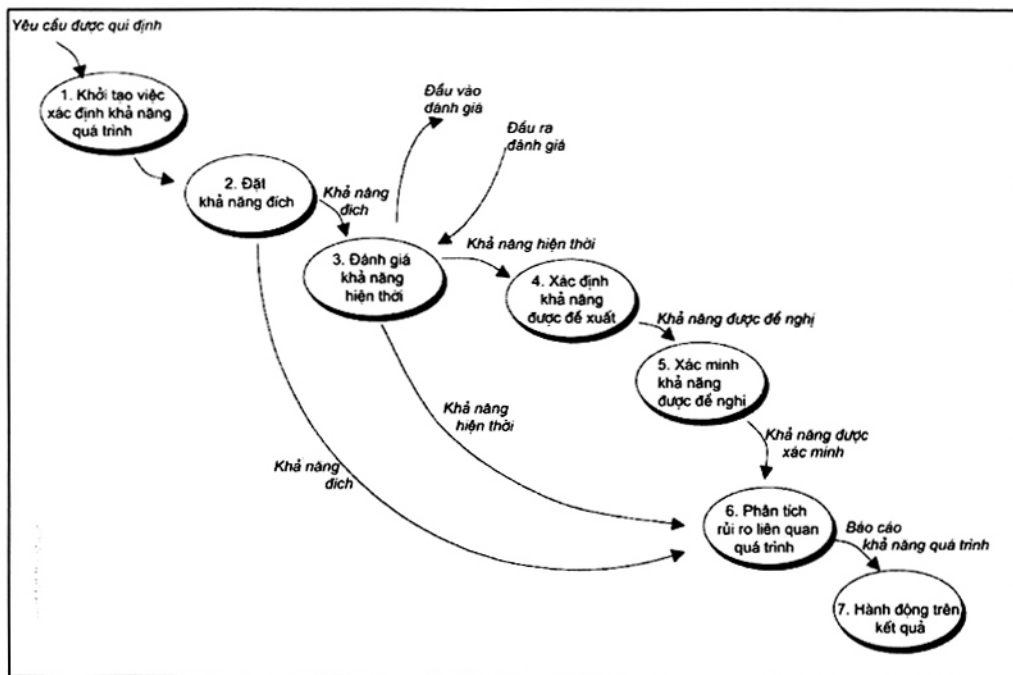 Yêu cầu được qui định
1. Khởi tạo việc
xác định khả năng
quá trình
Đầu vào
đánh giá
Đầu ra
đánh giá
2. Đặt
khả năng đích
Khả năng
đích
3. Đánh giá
khả năng
hiện thời
Khả năng hiện thời
4. Xác định
khả năng
được đề xuất
Khả năng được đề nghị
5. Xác minh
khả năng
được đề nghị
Khả năng
hiện thời
Khả năng được
xác minh
Khả năng
đích
6. Phân tích
rủi ro liên quan
quá trình
Báo cáo
khả năng quá trình
7. Hành động trên
kết quả